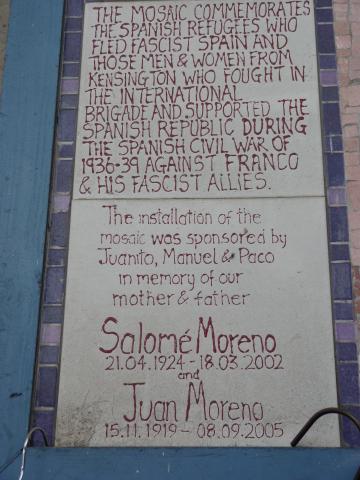 THE MOSAIC COMMEMORATES
THE SPANISH REFUGEES WHO
FLED FASCIST SPAIN AND
THOSE MEN & WOMEN FROM
KENSINGTON WHO FOUGHT IN
THE INTERNATIONAL
BRIGADE AND SUPPORTED THE
SPANISH REPUBLIC DURING
THE SPANISH CIVIL WAR OF
1936-39 AGAINST FRANCO
& HIS FASCIST ALLIES.
The installation of the
mosaic was sponsored by
Juanito, Manuel & Paco
in memory of our
mother & father
Salomé Moreno
21.04.1924 - 18.03.2002
and
Juan Moreno
15.11.1919 - 08.09.2005